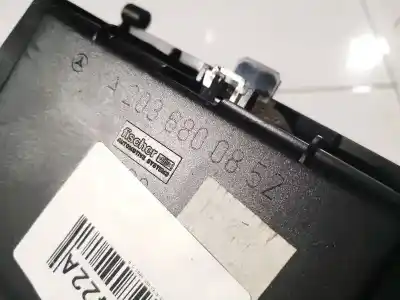 A 203 680 08 52
fischer
AUTOMOTIVE SYSTEMS
22A